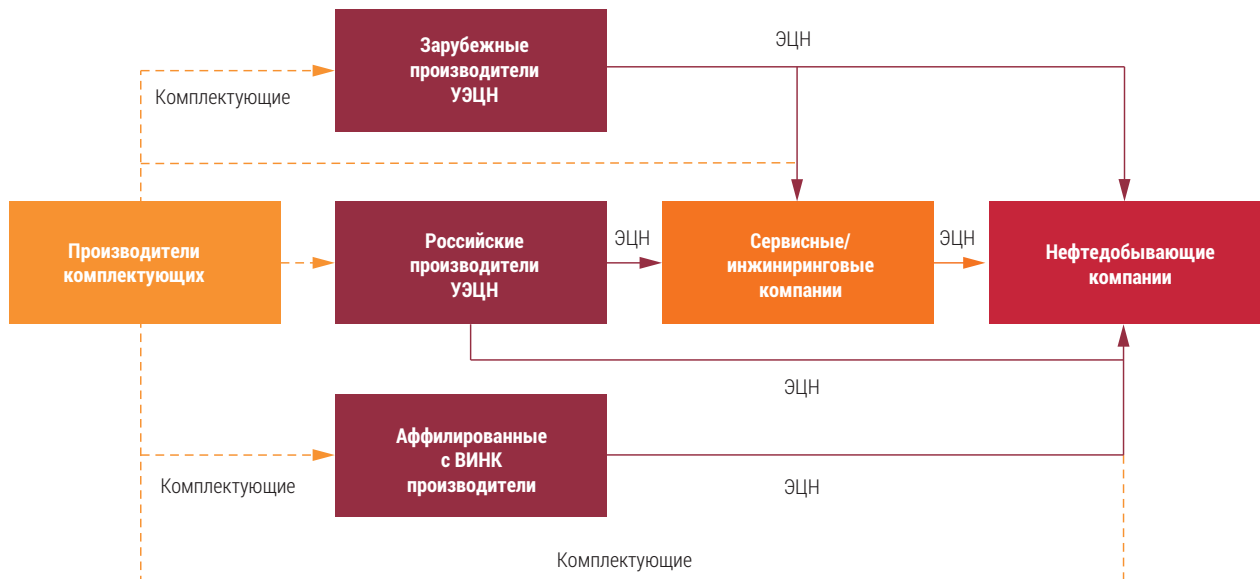 Зарубежные
производители
УЭЦН
ЭЦН
Комплектующие
Производители
комплектующих
Российские
производители
УЭЦН
ЭЦН
Сервисные/
инжиниринговые
компании
ЭЦН
Нефтедобывающие
компании
ЭЦН
Аффилированные
с ВИНК
производители
Комплектующие
ЭЦН
Комплектующие